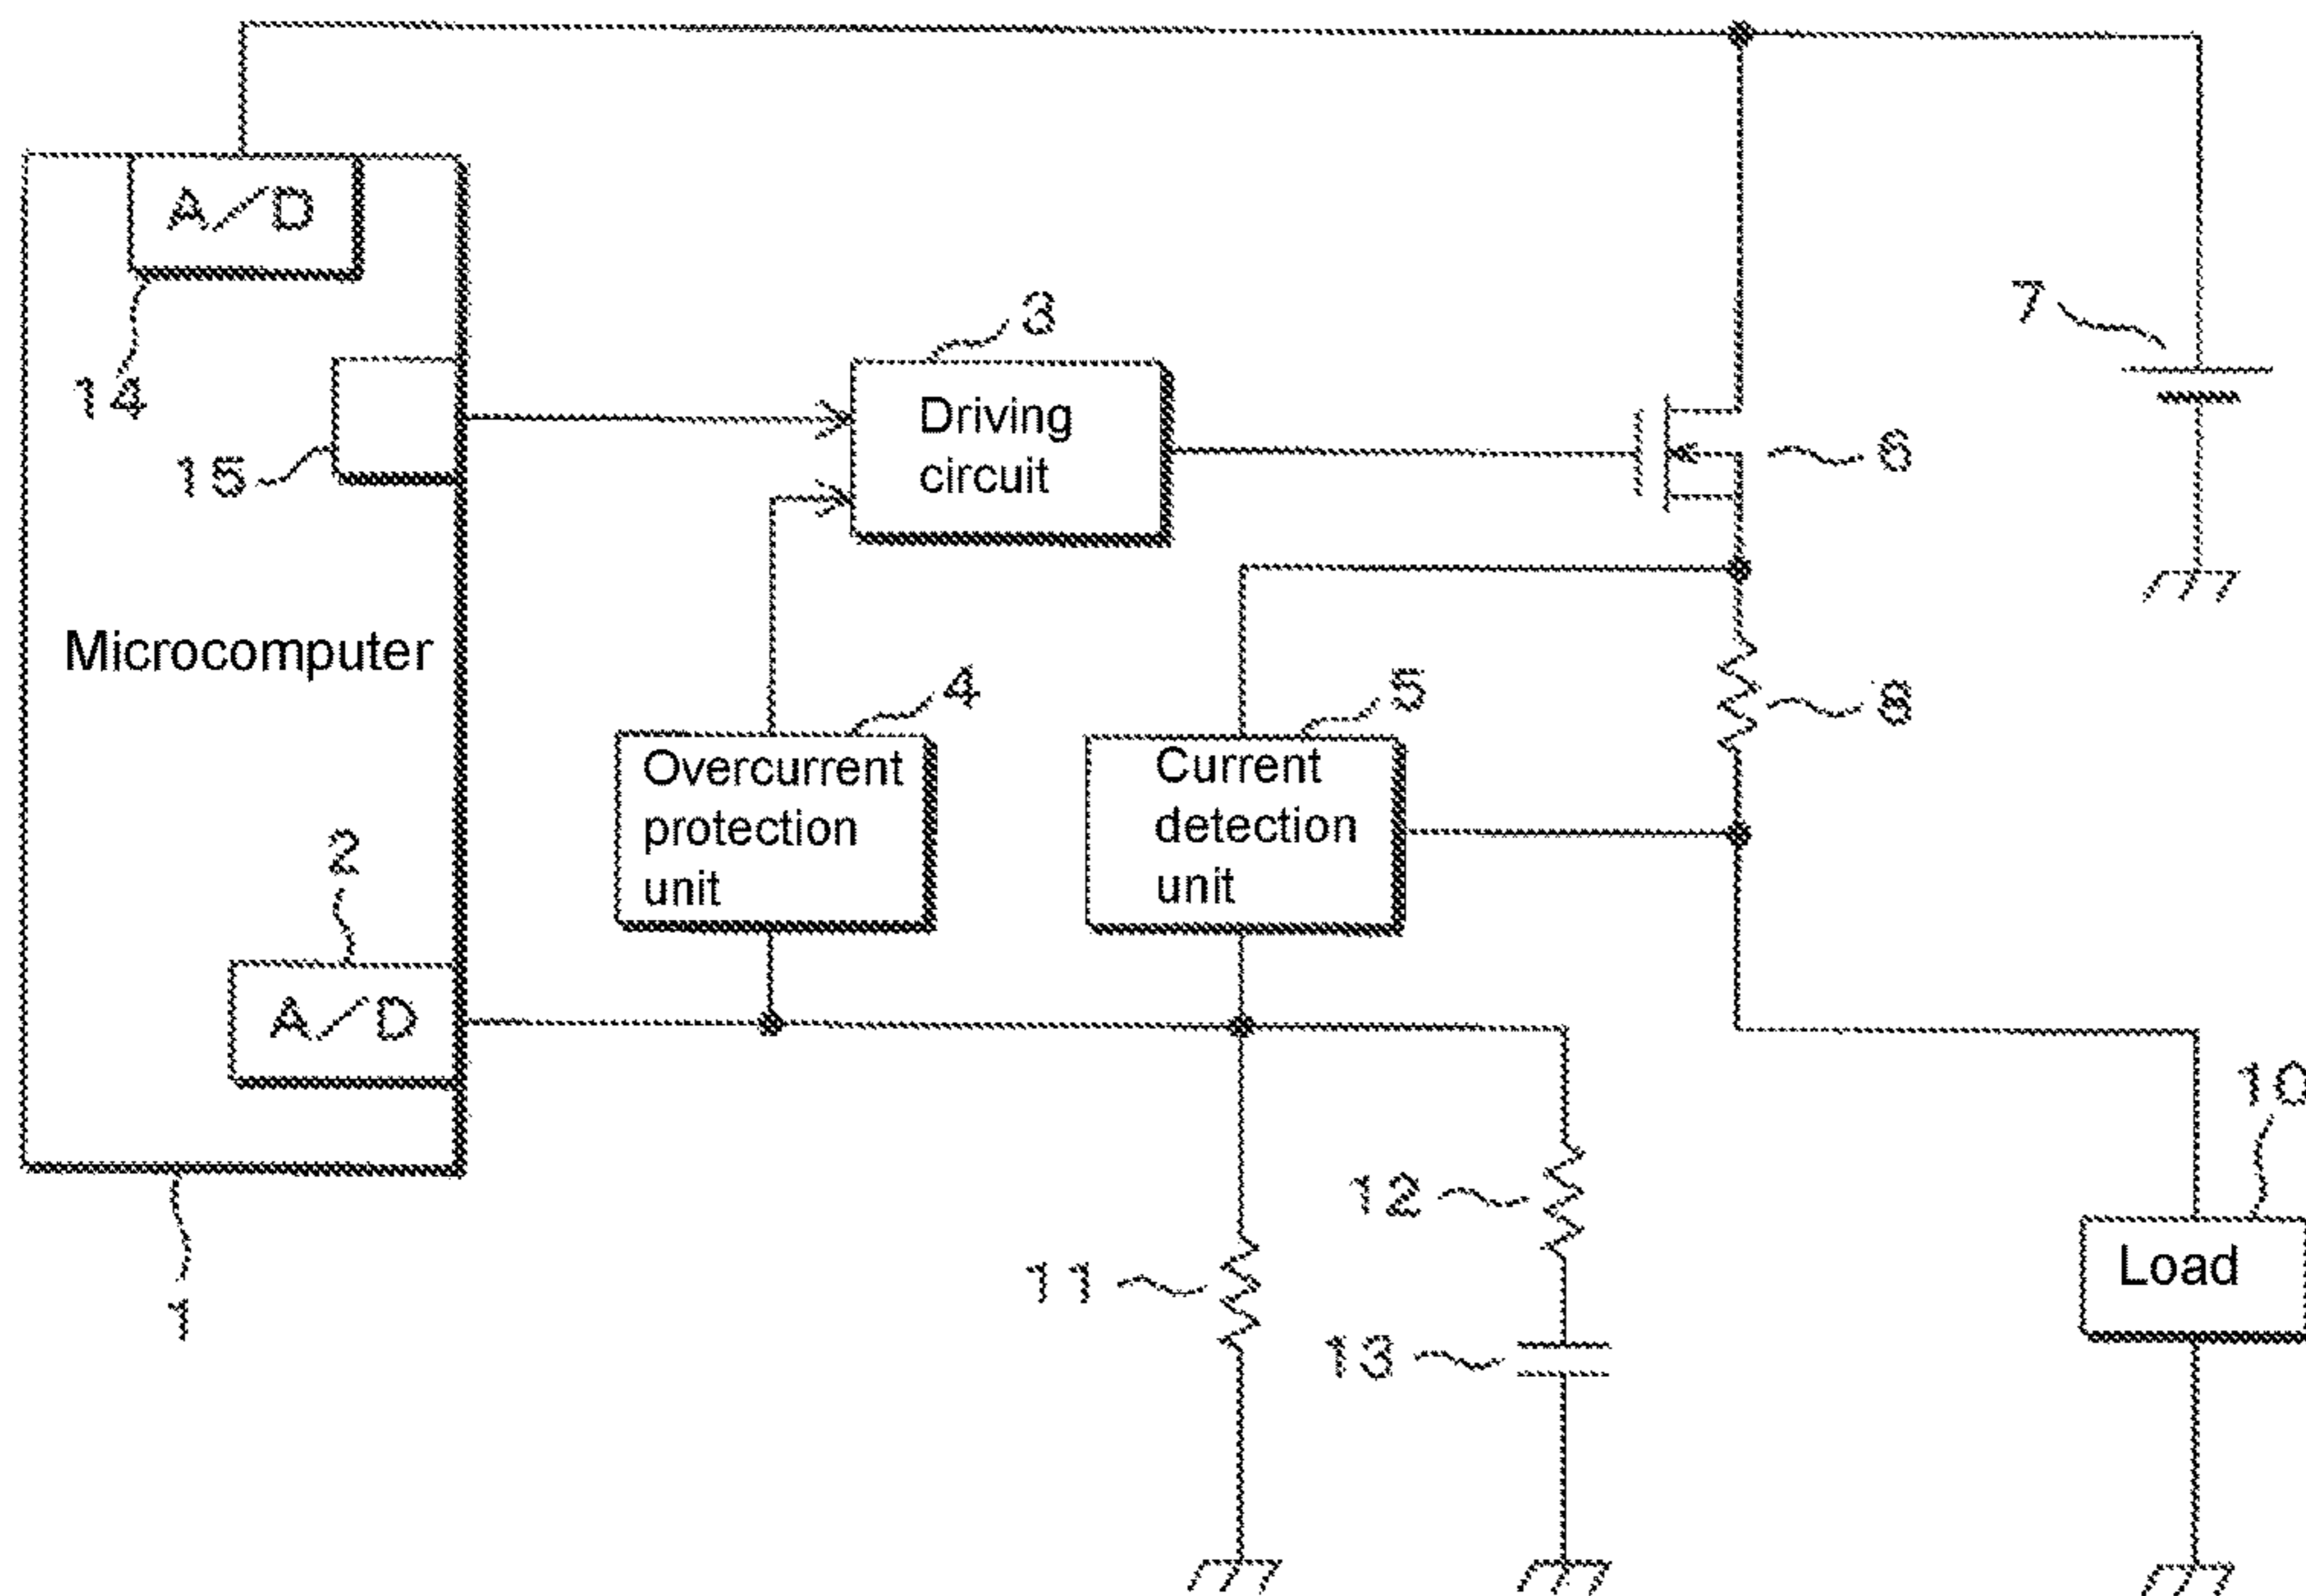 A/D
14
3
7
Driving
circuit
15
6
Microcomputer
4
5
8
Overcurrent
protection
unit
Current
detection
unit
2
A/D
10
12
11
Load
1
13